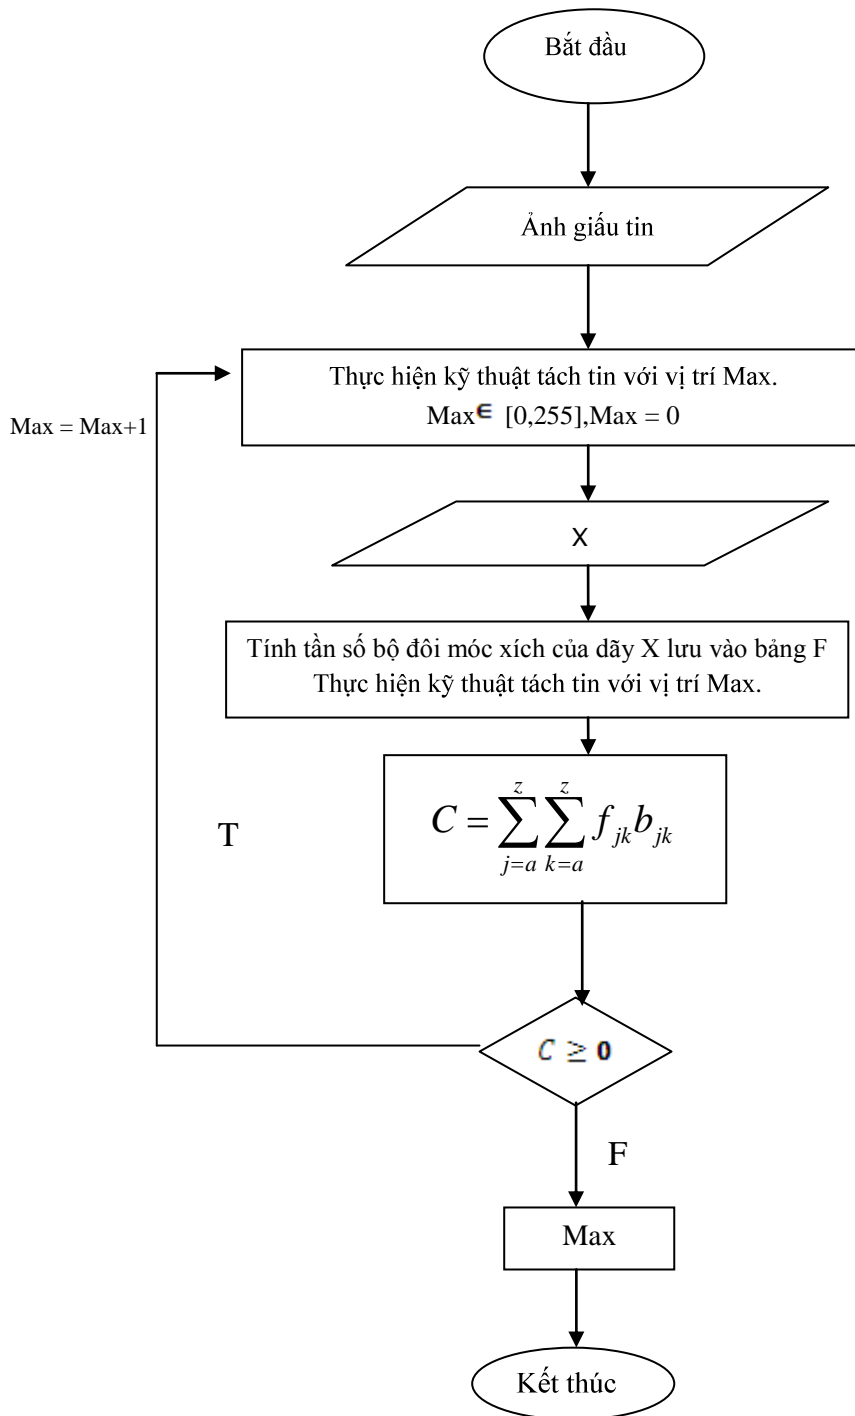 Bắt đầu
Ảnh giấu tin
Thực hiện kỹ thuật tách tin với vị trí Max.
Max∈ [0,255],Max = 0
Max = Max+1
X
Tính tần số bộ đôi móc xích của dãy X lưu vào bảng F
Thực hiện kỹ thuật tách tin với vị trí Max.
C = \sum_{j=a}^{z} \sum_{k=a}^{z} f_{jk} b_{jk}
T
C ≥ 0
F
Max
Kết thúc